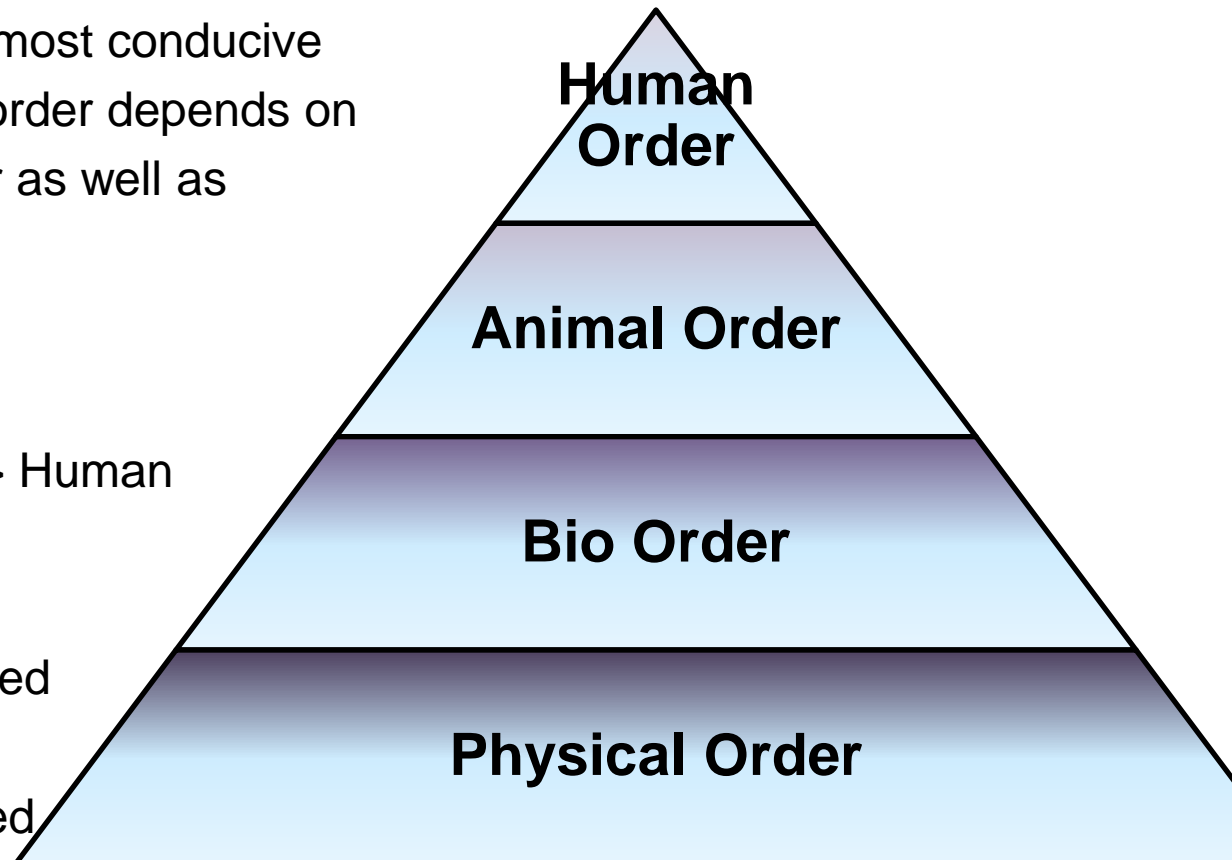 most conducive
order depends on
r as well as
Human
ed
ed
Human
Order
Animal Order
Bio Order
Physical Order